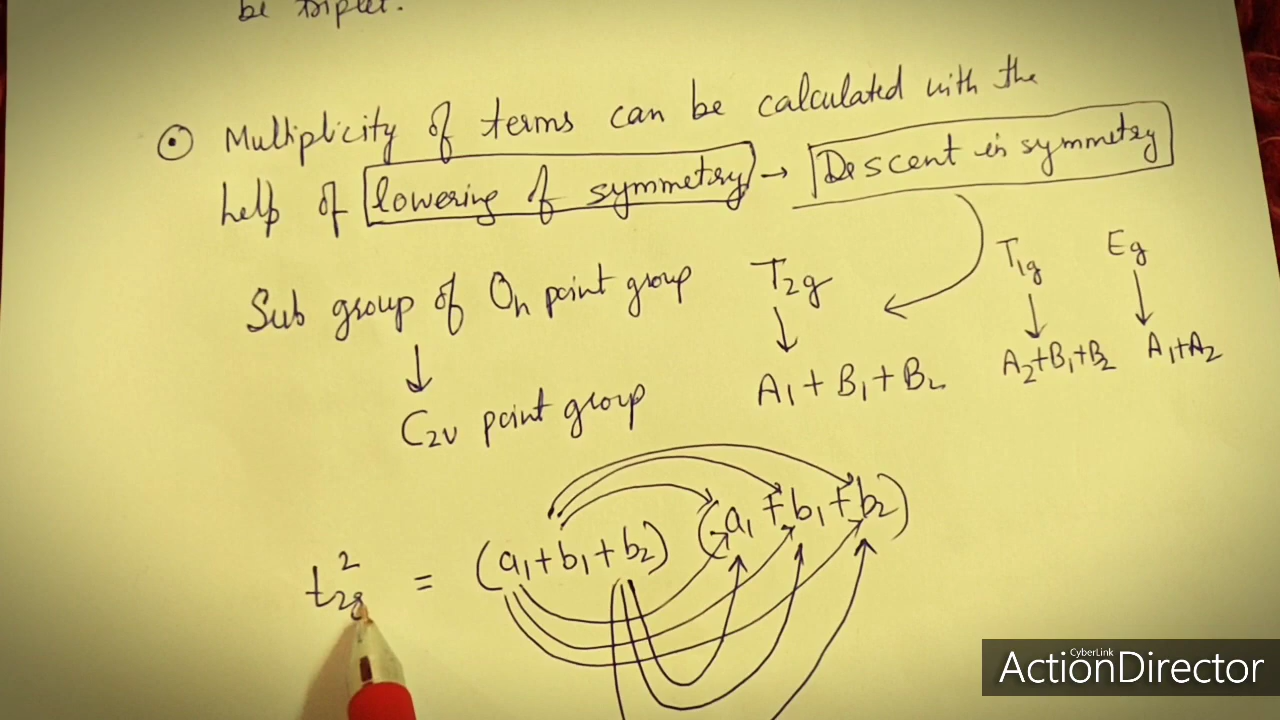 be triplet.
⊙ Multiplicity of terms can be calculated with the
help of lowering of symmetry → Descent in symmetry
Sub group of Oh point group
↓
C2v point group
T2g
↓
A1 + B1 + B2
T1g
↓
A2+B1+B2
Eg
↓
A1+A2
t2g² = (a1+b1+b2) (a1+b1+b2)
CyberLink
ActionDirector